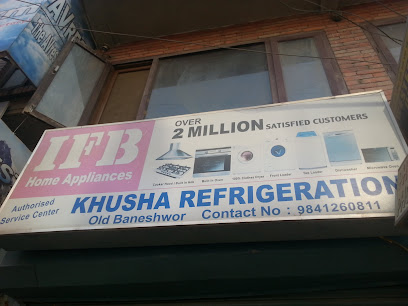 IFB
Home Appliances
OVER
2 MILLION SATISFIED CUSTOMERS
Authorised
Service Center
KHUSHA REFRIGERATION
Old Baneshwor Contact No : 9841260811